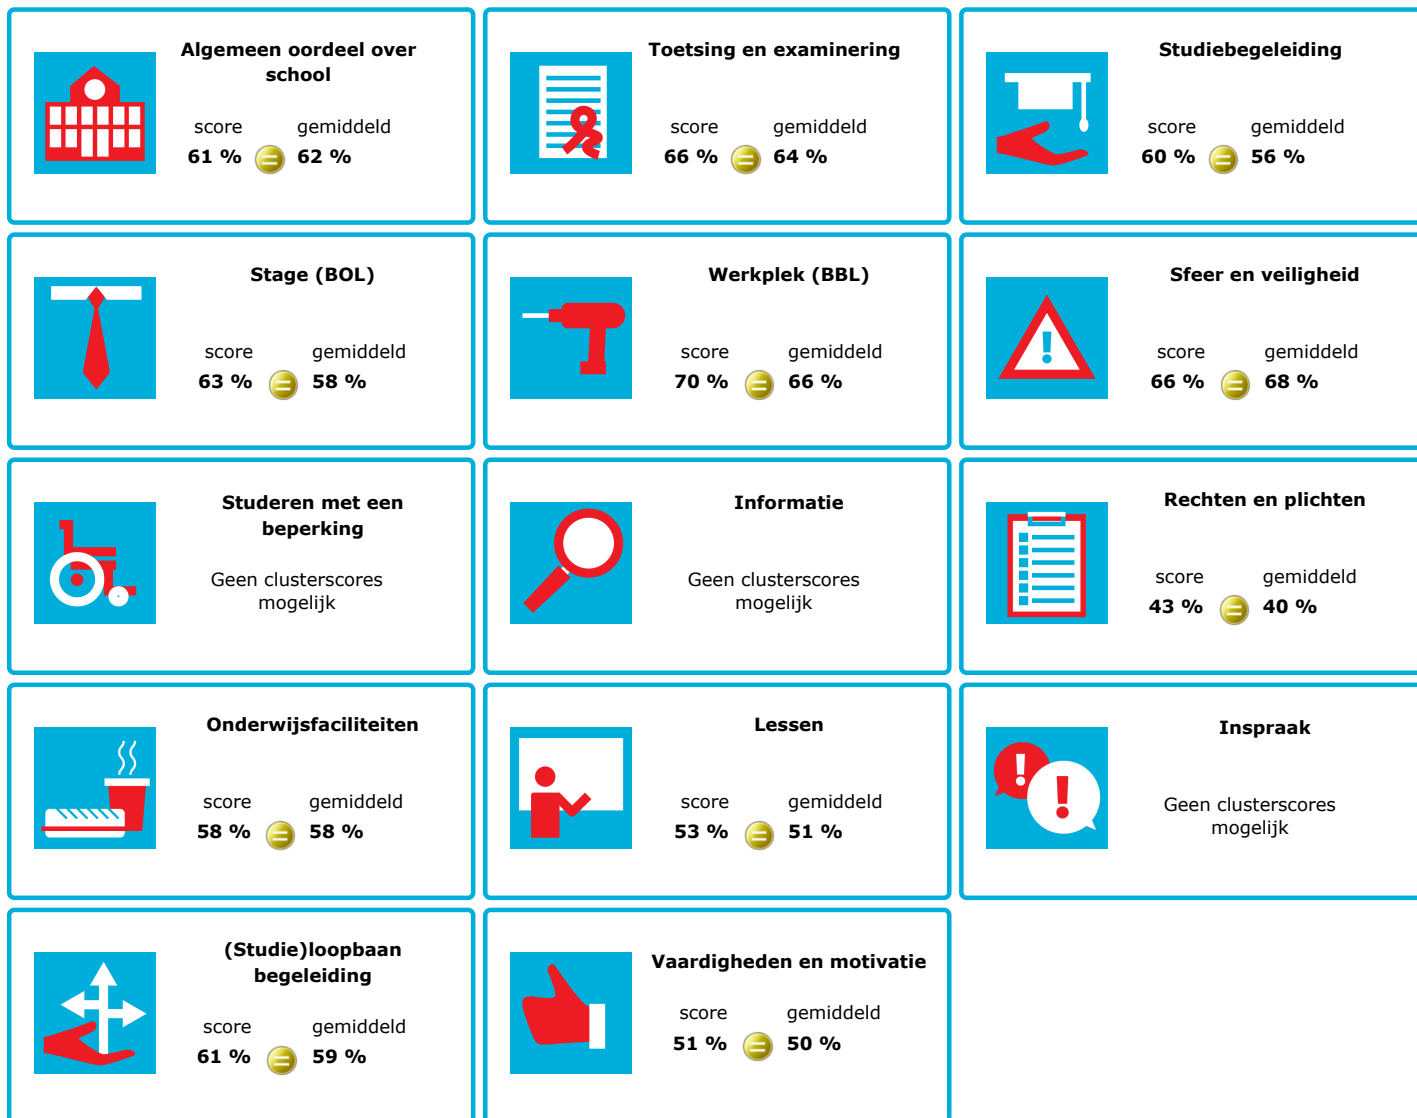 Algemeen oordeel over
school
score gemiddeld
61 % = 62 %
Toetsing en examinering
score gemiddeld
66 % = 64 %
Studiebegeleiding
score gemiddeld
60 % = 56 %
Stage (BOL)
score gemiddeld
63 % = 58 %
Werkplek (BBL)
score gemiddeld
70 % = 66 %
Sfeer en veiligheid
score gemiddeld
66 % = 68 %
Studeren met een
beperking
Geen clusterscores
mogelijk
Informatie
Geen clusterscores
mogelijk
Rechten en plichten
score gemiddeld
43 % = 40 %
Onderwijsfaciliteiten
score gemiddeld
58 % = 58 %
Lessen
score gemiddeld
53 % = 51 %
Inspraak
Geen clusterscores
mogelijk
(Studie)loopbaan
begeleiding
score gemiddeld
61 % = 59 %
Vaardigheden en motivatie
score gemiddeld
51 % = 50 %